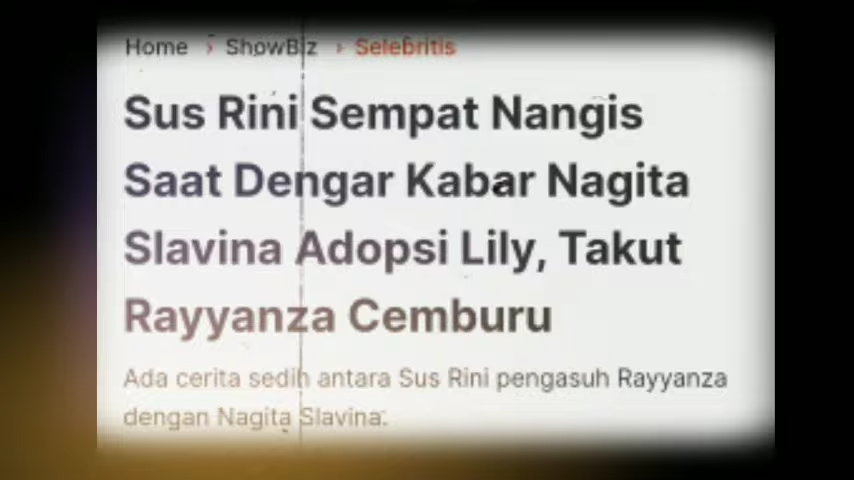 Home › ShowBiz › Selebritis
Sus Rini Sempat Nangis
Saat Dengar Kabar Nagita
Slavina Adopsi Lily, Takut
Rayyanza Cemburu
Ada cerita sedih antara Sus Rini pengasuh Rayyanza
dengan Nagita Slavina.